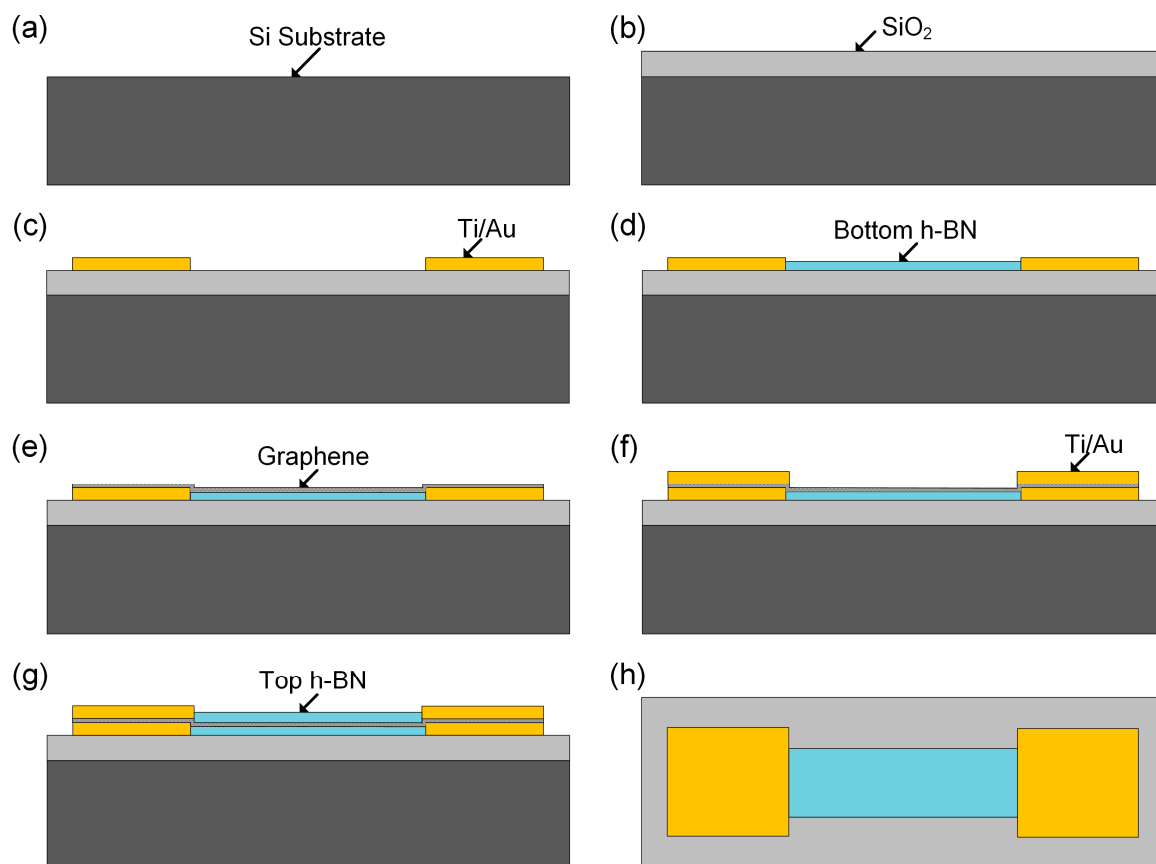 (a)
Si Substrate
(b)
SiO₂
(c)
Ti/Au
(d)
Bottom h-BN
(e)
Graphene
(f)
Ti/Au
(g)
Top h-BN
(h)